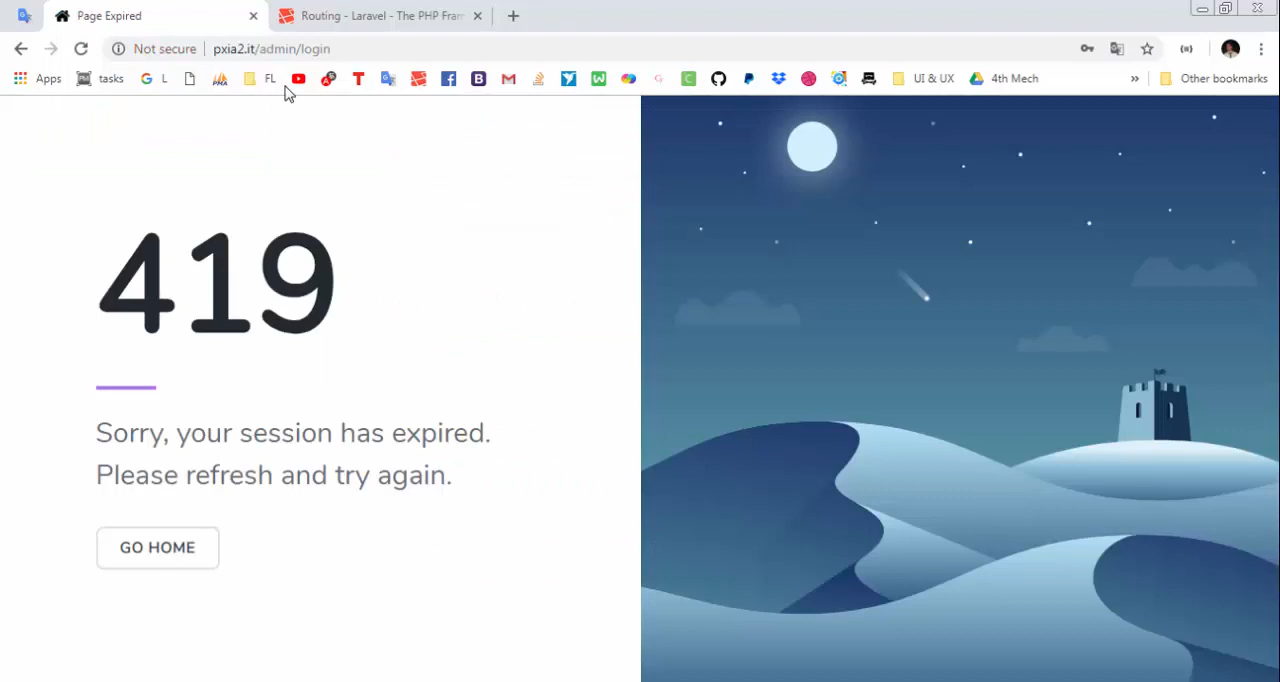 Page Expired
Routing - Laravel - The PHP Fram
Not secure
pxia2.it/admin/login
Apps
tasks
L
FL
UI & UX
4th Mech
»
Other bookmarks
419
Sorry, your session has expired.
Please refresh and try again.
GO HOME